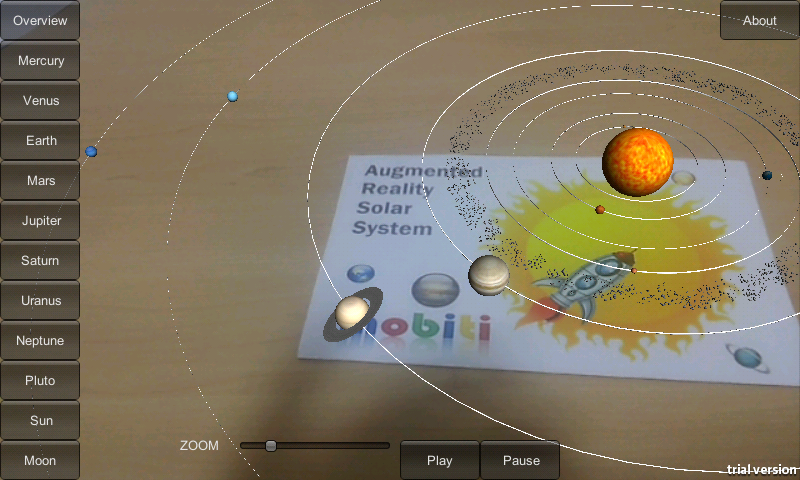 Overview
Mercury
Venus
Earth
Mars
Jupiter
Saturn
Uranus
Neptune
Pluto
Sun
Moon
About
Augmented
Reality
Solar
System
mobiti
ZOOM
Play
Pause
trial version